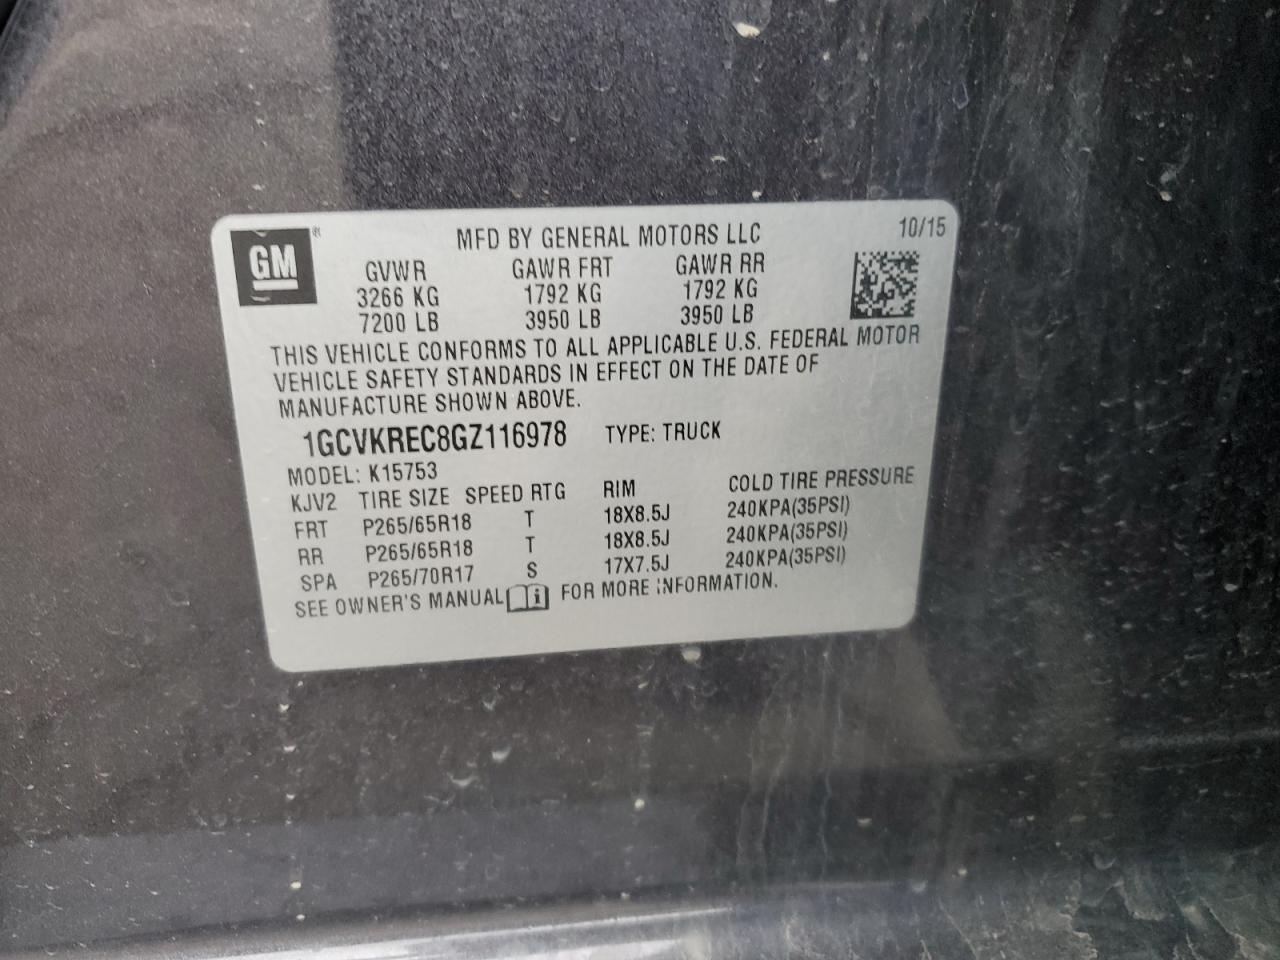 GM
MFD BY GENERAL MOTORS LLC 10/15
GVWR GAWR FRT GAWR RR
3266 KG 1792 KG 1792 KG
7200 LB 3950 LB 3950 LB
THIS VEHICLE CONFORMS TO ALL APPLICABLE U.S. FEDERAL MOTOR
VEHICLE SAFETY STANDARDS IN EFFECT ON THE DATE OF
MANUFACTURE SHOWN ABOVE.
1GCVKREC8GZ116978 TYPE: TRUCK
MODEL: K15753
KJV2 TIRE SIZE SPEED RTG RIM COLD TIRE PRESSURE
FRT P265/65R18 T 18X8.5J 240KPA(35PSI)
RR P265/65R18 T 18X8.5J 240KPA(35PSI)
SPA P265/70R17 S 17X7.5J 240KPA(35PSI)
SEE OWNER'S MANUAL i FOR MORE INFORMATION.